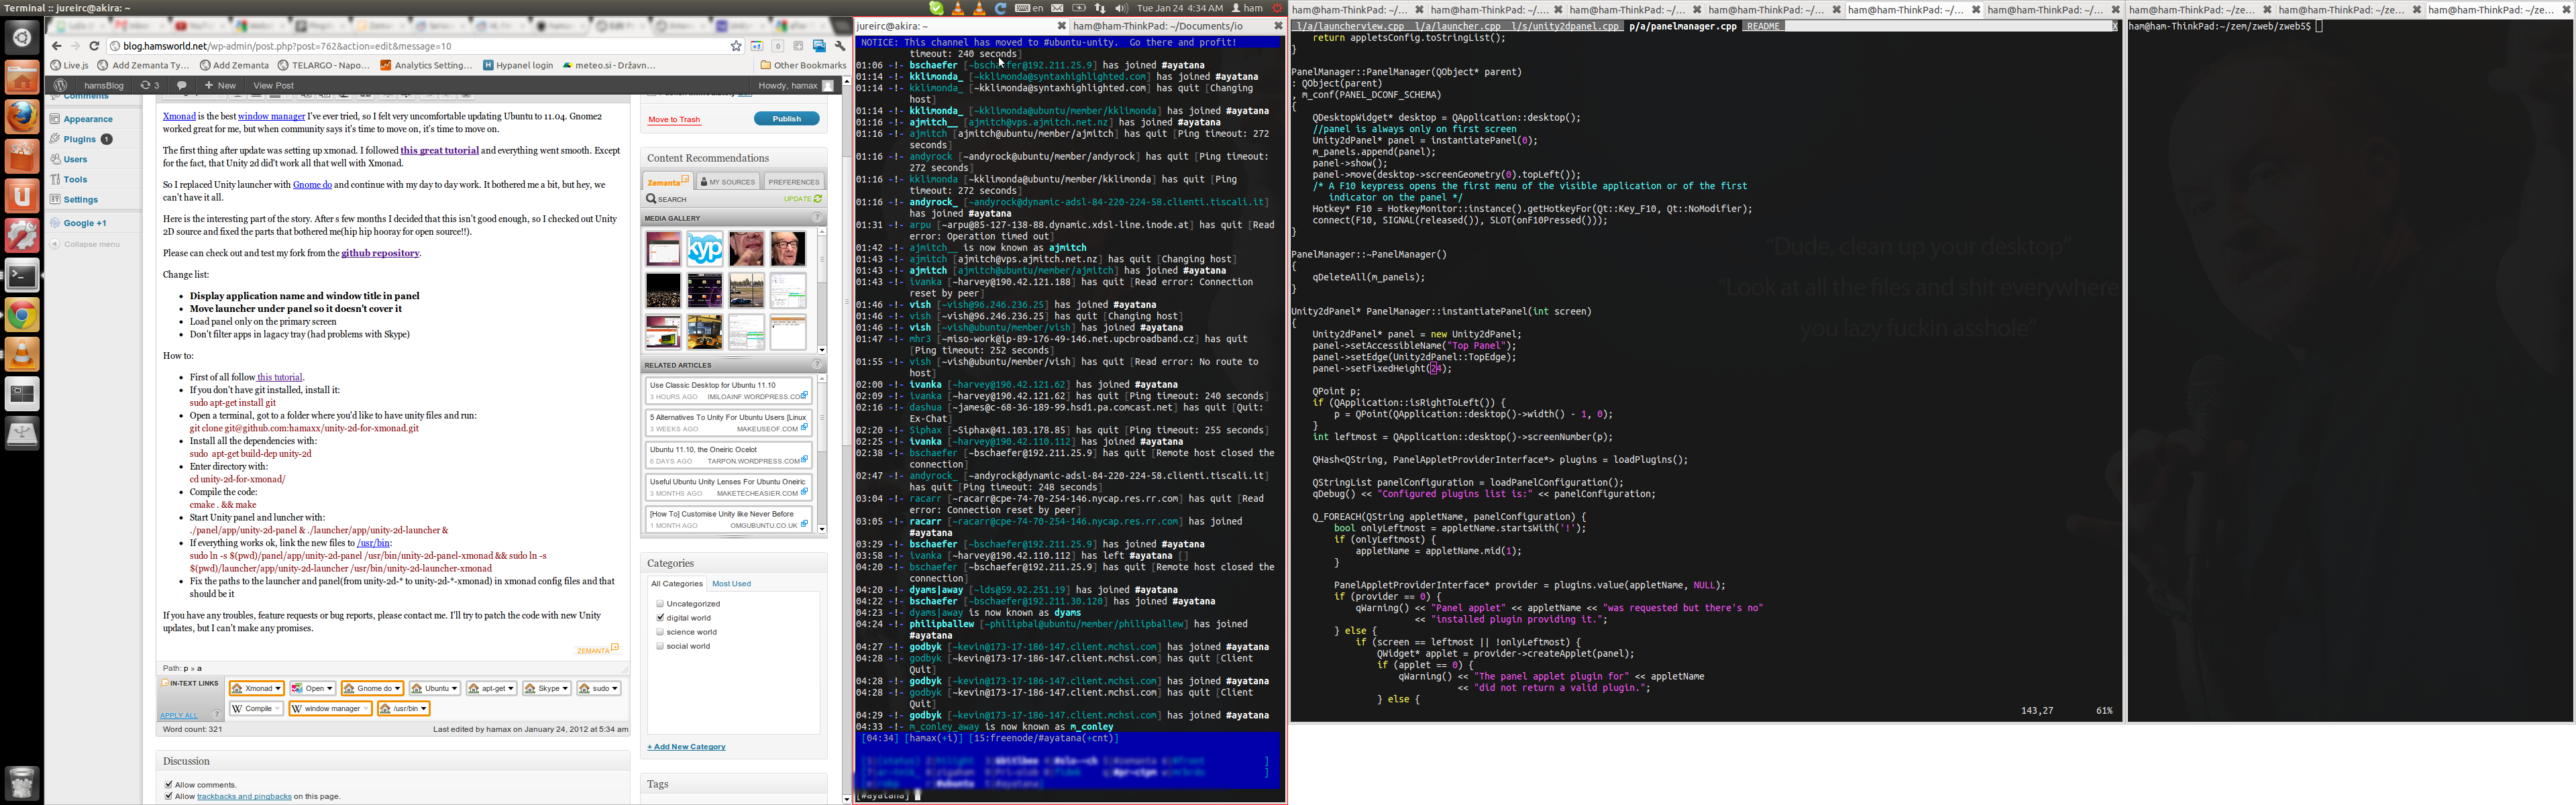 Terminal :: jureirc@akira: ~
en
Tue Jan 24 4:34 AM
ham
blog.hamsworld.net/wp-admin/post.php?post=762&action=edit&message=10
Live.js
Add Zemanta Ty...
Add Zemanta
TELARGO - Napo...
Analytics Setting...
Hypanel login
meteo.si - Državn...
Other Bookmarks
hamsBlog
3
New
View Post
Howdy, hamax
Comments
Appearance
Plugins 1
Users
Tools
Settings
Google +1
Collapse menu
Xmonad is the best window manager I've ever tried, so I felt very uncomfortable updating Ubuntu to 11.04. Gnome2
worked great for me, but when community says it's time to move on, it's time to move on.
The first thing after update was setting up xmonad. I followed this great tutorial and everything went smooth. Except
for the fact, that Unity 2d did't work all that well with Xmonad.
So I replaced Unity launcher with Gnome do and continue with my day to day work. It bothered me a bit, but hey, we
can't have it all.
Here is the interesting part of the story. After s few months I decided that this isn't good enough, so I checked out Unity
2D source and fixed the parts that bothered me(hip hip hooray for open source!!).
Please can check out and test my fork from the github repository.
Change list:
Display application name and window title in panel
Move launcher under panel so it doesn't cover it
Load panel only on the primary screen
Don't filter apps in lagacy tray (had problems with Skype)
How to:
First of all follow this tutorial.
If you don't have git installed, install it:
sudo apt-get install git
Open a terminal, got to a folder where you'd like to have unity files and run:
git clone git@github.com:hamaxx/unity-2d-for-xmonad.git
Install all the dependencies with:
sudo apt-get build-dep unity-2d
Enter directory with:
cd unity-2d-for-xmonad/
Compile the code:
cmake . && make
Start Unity panel and luncher with:
./panel/app/unity-2d-panel & ./launcher/app/unity-2d-launcher &
If everything works ok, link the new files to /usr/bin:
sudo ln -s $(pwd)/panel/app/unity-2d-panel /usr/bin/unity-2d-panel-xmonad && sudo ln -s
$(pwd)/launcher/app/unity-2d-launcher /usr/bin/unity-2d-launcher-xmonad
Fix the paths to the launcher and panel(from unity-2d-* to unity-2d-*-xmonad) in xmonad config files and that
should be it
If you have any troubles, feature requests or bug reports, please contact me. I'll try to patch the code with new Unity
updates, but I can't make any promises.
ZEMANTA
Path: p » a
IN-TEXT LINKS
Xmonad
Open
Gnome do
Ubuntu
apt-get
Skype
sudo
Compile
window manager
/usr/bin
APPLY ALL
Word count: 321
Last edited by hamax on January 24, 2012 at 5:34 am
Discussion
Allow comments.
Allow trackbacks and pingbacks on this page.
Move to Trash
Publish
Content Recommendations
Zemanta
MY SOURCES
PREFERENCES
SEARCH
UPDATE
MEDIA GALLERY
RELATED ARTICLES
Use Classic Desktop for Ubuntu 11.10
3 HOURS AGO IMILOAINF.WORDPRESS.COM
5 Alternatives To Unity For Ubuntu Users [Linux
3 WEEKS AGO MAKEUSEOF.COM
Ubuntu 11.10, the Oneiric Ocelot
6 DAYS AGO TARPON.WORDPRESS.COM
Useful Ubuntu Unity Lenses For Ubuntu Oneiric
3 MONTHS AGO MAKETECHEASIER.COM
[How To] Customise Unity like Never Before
1 MONTH AGO OMGUBUNTU.CO.UK
Categories
All Categories
Most Used
Uncategorized
digital world
science world
social world
+ Add New Category
Tags
jureirc@akira: ~
ham@ham-ThinkPad: ~/Documents/io
NOTICE: This channel has moved to #ubuntu-unity. Go there and profit!
timeout: 240 seconds]
01:06 -!- bschaefer [~bschaefer@192.211.25.9] has joined #ayatana
01:14 -!- kklimonda_ [~kklimonda@syntaxhighlighted.com] has joined #ayatana
01:14 -!- kklimonda_ [~kklimonda@syntaxhighlighted.com] has quit [Changing
host]
01:14 -!- kklimonda_ [~kklimonda@ubuntu/member/kklimonda] has joined #ayatana
01:16 -!- ajmitch__ [ajmitch@vps.ajmitch.net.nz] has joined #ayatana
01:16 -!- ajmitch [ajmitch@ubuntu/member/ajmitch] has quit [Ping timeout: 272
seconds]
01:16 -!- andyrock [~andyrock@ubuntu/member/andyrock] has quit [Ping timeout:
272 seconds]
01:16 -!- kklimonda [~kklimonda@ubuntu/member/kklimonda] has quit [Ping
timeout: 272 seconds]
01:16 -!- andyrock_ [~andyrock@dynamic-adsl-84-220-224-58.clienti.tiscali.it]
has joined #ayatana
01:31 -!- arpu [~arpu@85-127-138-88.dynamic.xdsl-line.inode.at] has quit [Read
error: Operation timed out]
01:42 -!- ajmitch__ is now known as ajmitch
01:43 -!- ajmitch [ajmitch@vps.ajmitch.net.nz] has quit [Changing host]
01:43 -!- ajmitch [ajmitch@ubuntu/member/ajmitch] has joined #ayatana
01:43 -!- ivanka [~harvey@190.42.121.188] has quit [Read error: Connection
reset by peer]
01:46 -!- vish [~vish@96.246.236.25] has joined #ayatana
01:46 -!- vish [~vish@96.246.236.25] has quit [Changing host]
01:46 -!- vish [~vish@ubuntu/member/vish] has joined #ayatana
01:47 -!- mhr3 [~miso-work@ip-89-176-49-146.net.upcbroadband.cz] has quit
[Ping timeout: 252 seconds]
01:55 -!- vish [~vish@ubuntu/member/vish] has quit [Read error: No route to
host]
02:00 -!- ivanka [~harvey@190.42.121.62] has joined #ayatana
02:09 -!- ivanka [~harvey@190.42.121.62] has quit [Ping timeout: 240 seconds]
02:16 -!- dashua [~james@c-68-36-189-99.hsd1.pa.comcast.net] has quit [Quit:
Ex-Chat]
02:20 -!- Siphax [~Siphax@41.103.178.85] has quit [Ping timeout: 255 seconds]
02:25 -!- ivanka [~harvey@190.42.110.112] has joined #ayatana
02:38 -!- bschaefer [~bschaefer@192.211.25.9] has quit [Remote host closed the
connection]
02:47 -!- andyrock_ [~andyrock@dynamic-adsl-84-220-224-58.clienti.tiscali.it]
has quit [Ping timeout: 248 seconds]
03:04 -!- racarr [~racarr@cpe-74-70-254-146.nycap.res.rr.com] has quit [Read
error: Connection reset by peer]
03:05 -!- racarr [~racarr@cpe-74-70-254-146.nycap.res.rr.com] has joined
#ayatana
03:29 -!- bschaefer [~bschaefer@192.211.25.9] has joined #ayatana
03:58 -!- ivanka [~harvey@190.42.110.112] has left #ayatana []
04:20 -!- bschaefer [~bschaefer@192.211.25.9] has quit [Remote host closed the
connection]
04:20 -!- dyams|away [~lds@59.92.251.19] has joined #ayatana
04:22 -!- bschaefer [~bschaefer@192.211.30.120] has joined #ayatana
04:23 -!- dyams|away is now known as dyams
04:24 -!- philipballew [~philipbal@ubuntu/member/philipballew] has joined
#ayatana
04:27 -!- godbyk [~kevin@173-17-186-147.client.mchsi.com] has joined #ayatana
04:28 -!- godbyk [~kevin@173-17-186-147.client.mchsi.com] has quit [Client
Quit]
04:28 -!- godbyk [~kevin@173-17-186-147.client.mchsi.com] has joined #ayatana
04:28 -!- godbyk [~kevin@173-17-186-147.client.mchsi.com] has quit [Client
Quit]
04:29 -!- godbyk [~kevin@173-17-186-147.client.mchsi.com] has joined #ayatana
04:33 -!- m_conley_away is now known as m_conley
[04:34] [hamax(+i)] [15:freenode/#ayatana(+cnt)]
[#ayatana]
ham@ham-ThinkPad: ~/...
ham@ham-ThinkPad: ~/...
ham@ham-ThinkPad: ~/...
ham@ham-ThinkPad: ~/...
ham@ham-ThinkPad: ~/...
ham@ham-ThinkPad: ~/...
l/a/launcherview.cpp l/a/launcher.cpp l/s/unity2dpanel.cpp p/a/panelmanager.cpp README X
return appletsConfig.toStringList();
}
PanelManager::PanelManager(QObject* parent)
: QObject(parent)
, m_conf(PANEL_DCONF_SCHEMA)
{
QDesktopWidget* desktop = QApplication::desktop();
//panel is always only on first screen
Unity2dPanel* panel = instantiatePanel(0);
m_panels.append(panel);
panel->show();
panel->move(desktop->screenGeometry(0).topLeft());
/* A F10 keypress opens the first menu of the visible application or of the first
indicator on the panel */
Hotkey* F10 = HotkeyMonitor::instance().getHotkeyFor(Qt::Key_F10, Qt::NoModifier);
connect(F10, SIGNAL(released()), SLOT(onF10Pressed()));
}
PanelManager::~PanelManager()
{
qDeleteAll(m_panels);
}
Unity2dPanel* PanelManager::instantiatePanel(int screen)
{
Unity2dPanel* panel = new Unity2dPanel;
panel->setAccessibleName("Top Panel");
panel->setEdge(Unity2dPanel::TopEdge);
panel->setFixedHeight(24);
QPoint p;
if (QApplication::isRightToLeft()) {
p = QPoint(QApplication::desktop()->width() - 1, 0);
}
int leftmost = QApplication::desktop()->screenNumber(p);
QHash<QString, PanelAppletProviderInterface*> plugins = loadPlugins();
QStringList panelConfiguration = loadPanelConfiguration();
qDebug() << "Configured plugins list is:" << panelConfiguration;
Q_FOREACH(QString appletName, panelConfiguration) {
bool onlyLeftmost = appletName.startsWith('!');
if (onlyLeftmost) {
appletName = appletName.mid(1);
}
PanelAppletProviderInterface* provider = plugins.value(appletName, NULL);
if (provider == 0) {
qWarning() << "Panel applet" << appletName << "was requested but there's no"
<< "installed plugin providing it.";
} else {
if (screen == leftmost || !onlyLeftmost) {
QWidget* applet = provider->createApplet(panel);
if (applet == 0) {
qWarning() << "The panel applet plugin for" << appletName
<< "did not return a valid plugin.";
} else {
143,27 61%
"Dude, clean up your desktop"
"Look at all the files and shit everywhere
you lazy fuckin asshole"
ham@ham-ThinkPad: ~/ze...
ham@ham-ThinkPad: ~/ze...
ham@ham-ThinkPad: ~/ze...
ham@ham-ThinkPad:~/zem/zweb/zweb5$